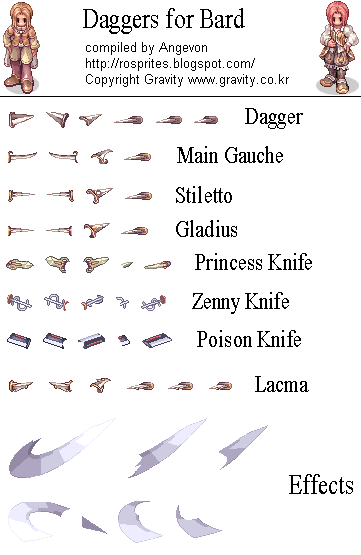 Daggers for Bard
compiled by Angevon
http://rosprites.blogspot.com/
Copyright Gravity www.gravity.co.kr
Dagger
Main Gauche
Stiletto
Gladius
Princess Knife
Zenny Knife
Poison Knife
Lacma
Effects